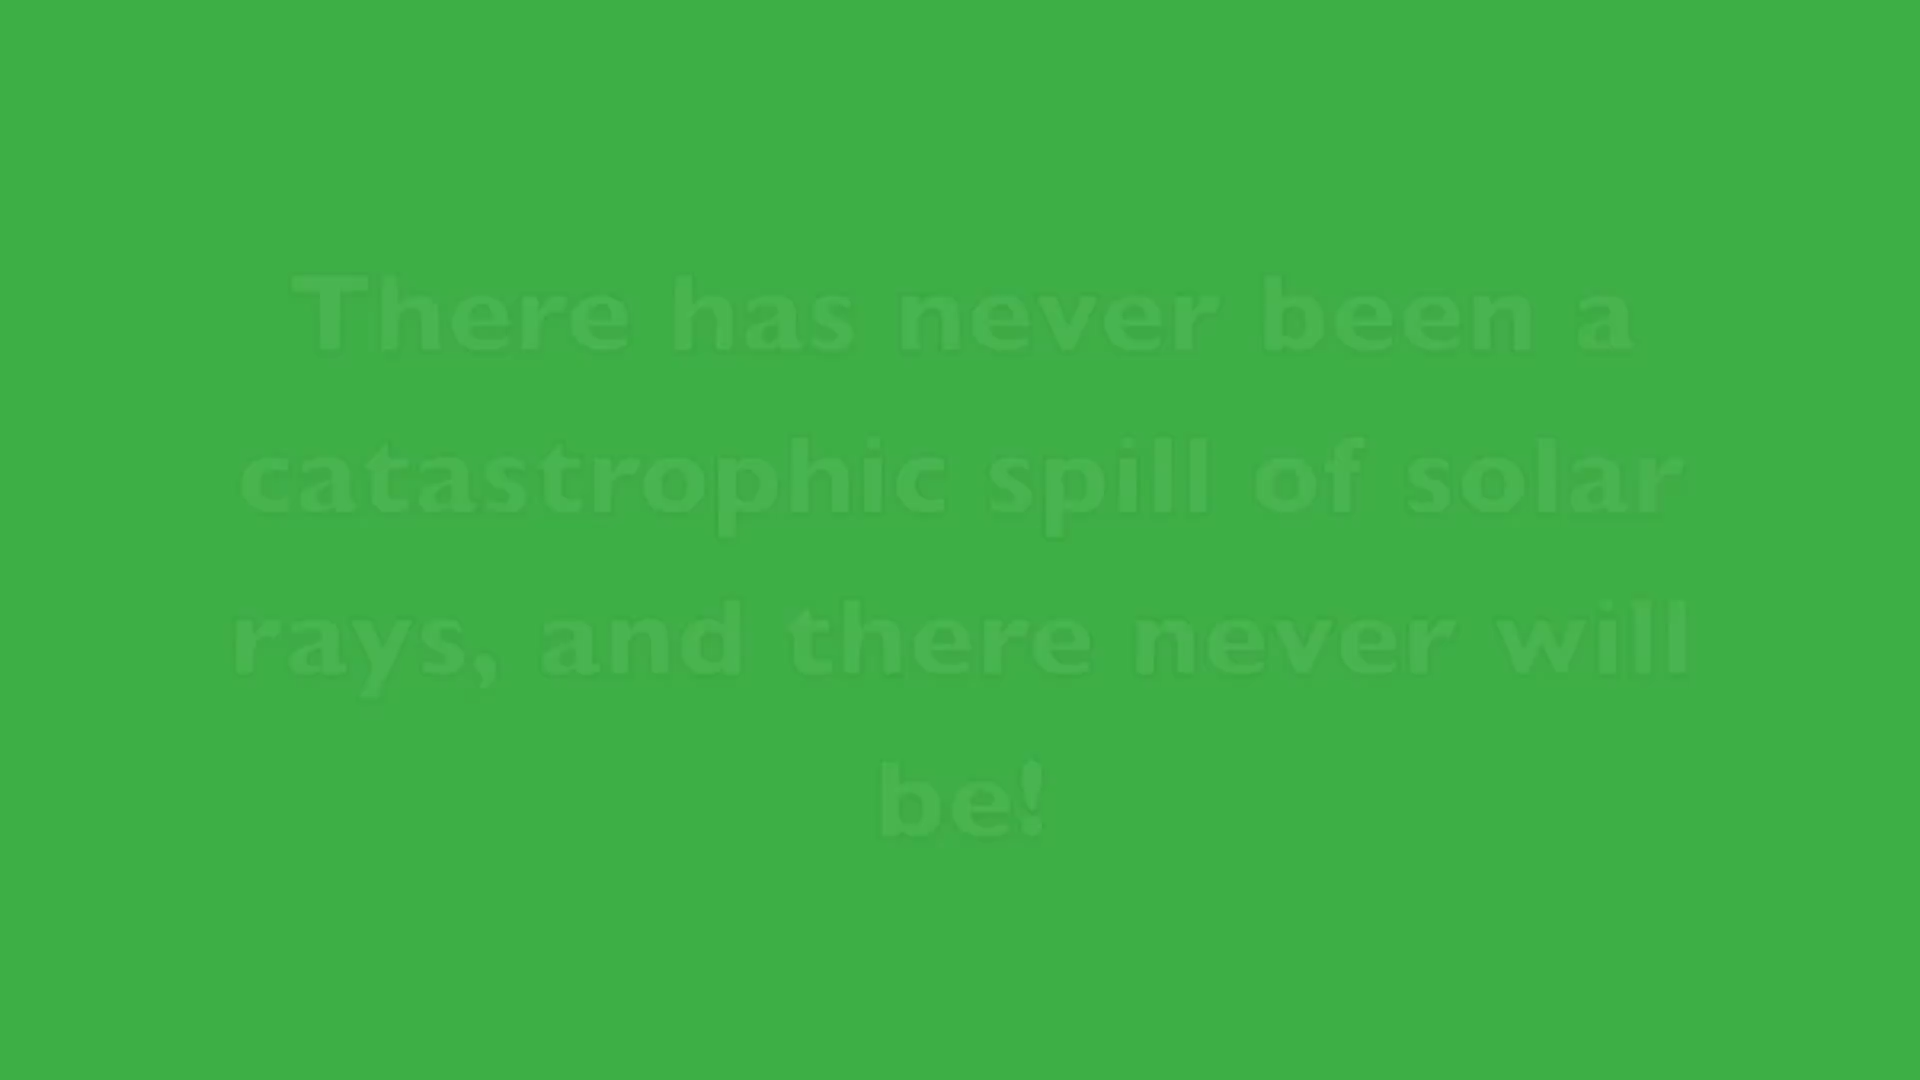 There has never been a
catastrophic spill of solar
rays, and there never will
be!